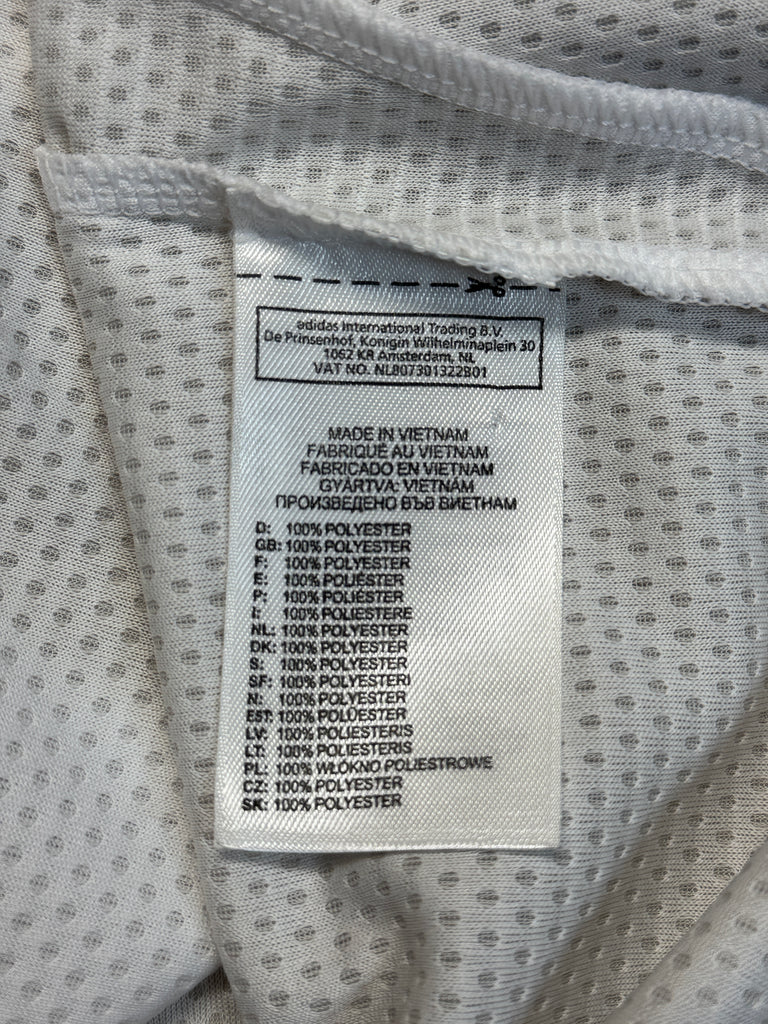 adidas International Trading B.V.
De Prinsenhof, Konigin Wilhelminaplein 30
1062 KR Amsterdam, NL
VAT NO. NL807301322B01
MADE IN VIETNAM
FABRIQUÉ AU VIETNAM
FABRICADO EN VIETNAM
GYÁRTVA: VIETNÁM
ПРОИЗВЕДЕНО ВЪВ ВИЕТНАМ
D: 100% POLYESTER
GB: 100% POLYESTER
F: 100% POLYESTER
E: 100% POLIÉSTER
P: 100% POLIÉSTER
I: 100% POLIESTERE
NL: 100% POLYESTER
DK: 100% POLYESTER
S: 100% POLYESTER
SF: 100% POLYESTERI
N: 100% POLYESTER
EST: 100% POLÜESTER
LV: 100% POLIESTERIS
LT: 100% POLIESTERIS
PL: 100% WŁÓKNO POLIESTROWE
CZ: 100% POLYESTER
SK: 100% POLYESTER